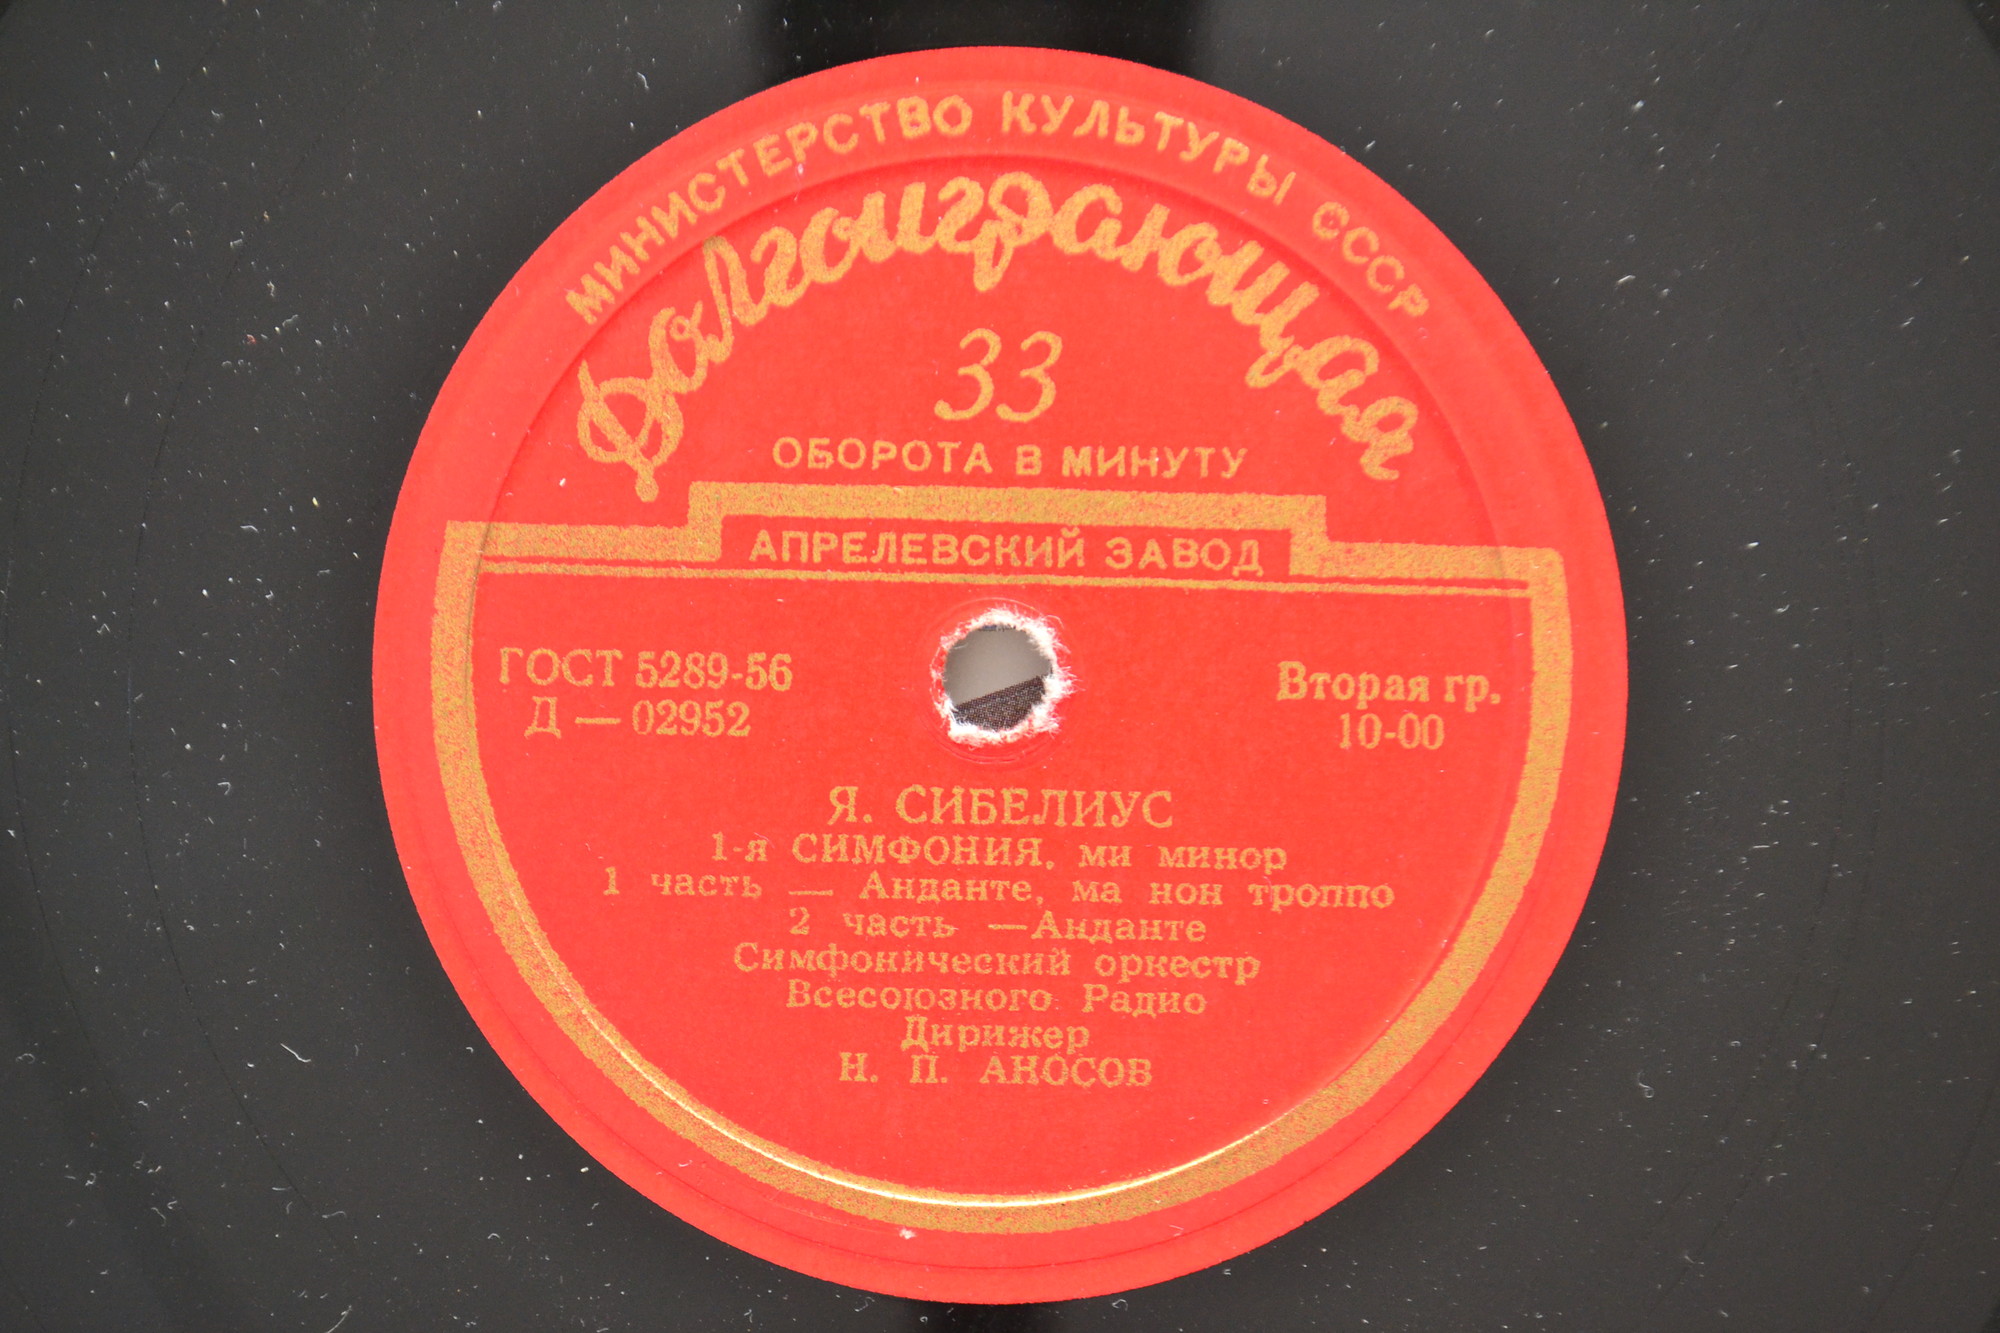 МИНИСТЕРСТВО КУЛЬТУРЫ СССР
Долгоиграющая
33
ОБОРОТА В МИНУТУ
АПРЕЛЕВСКИЙ ЗАВОД
ГОСТ 5289-56
Д — 02952
Вторая гр.
10-00
Я. СИБЕЛИУС
1-я СИМФОНИЯ, ми минор
1 часть — Анданте, ма нон троппо
2 часть — Анданте
Симфонический оркестр
Всесоюзного Радио
Дирижер
Н. П. АНОСОВ